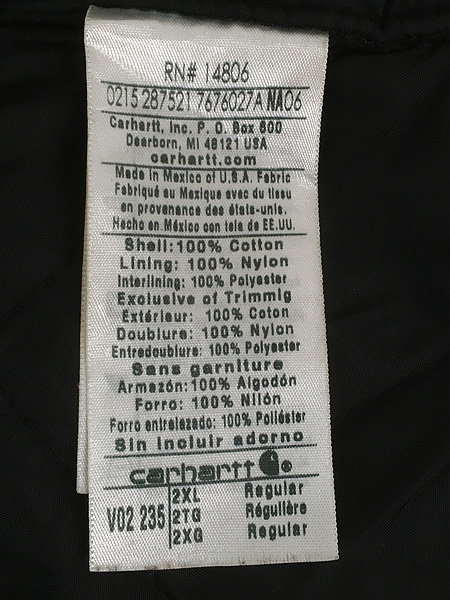 RN# 14806
0215 287521 7676027A NA06
Carhartt, Inc. P. O. Box 600
Dearborn, MI 48121 USA
carhartt.com
Made in Mexico of U.S.A. Fabric
Fabriqué au Mexique avec du tissu
en provenance des états-unis.
Hecho en México con tela de EE.UU.
Shell: 100% Cotton
Lining: 100% Nylon
Interlining: 100% Polyester
Exclusive of Trimmig
Extérieur: 100% Coton
Doublure: 100% Nylon
Entredoublure: 100% Polyester
Sans garniture
Armazón: 100% Algodón
Forro: 100% Nilón
Forro entrelazado: 100% Poliéster
Sin incluir adorno
carhartt
V02 235
2XL Regular
2TG Régulière
2XG Regular